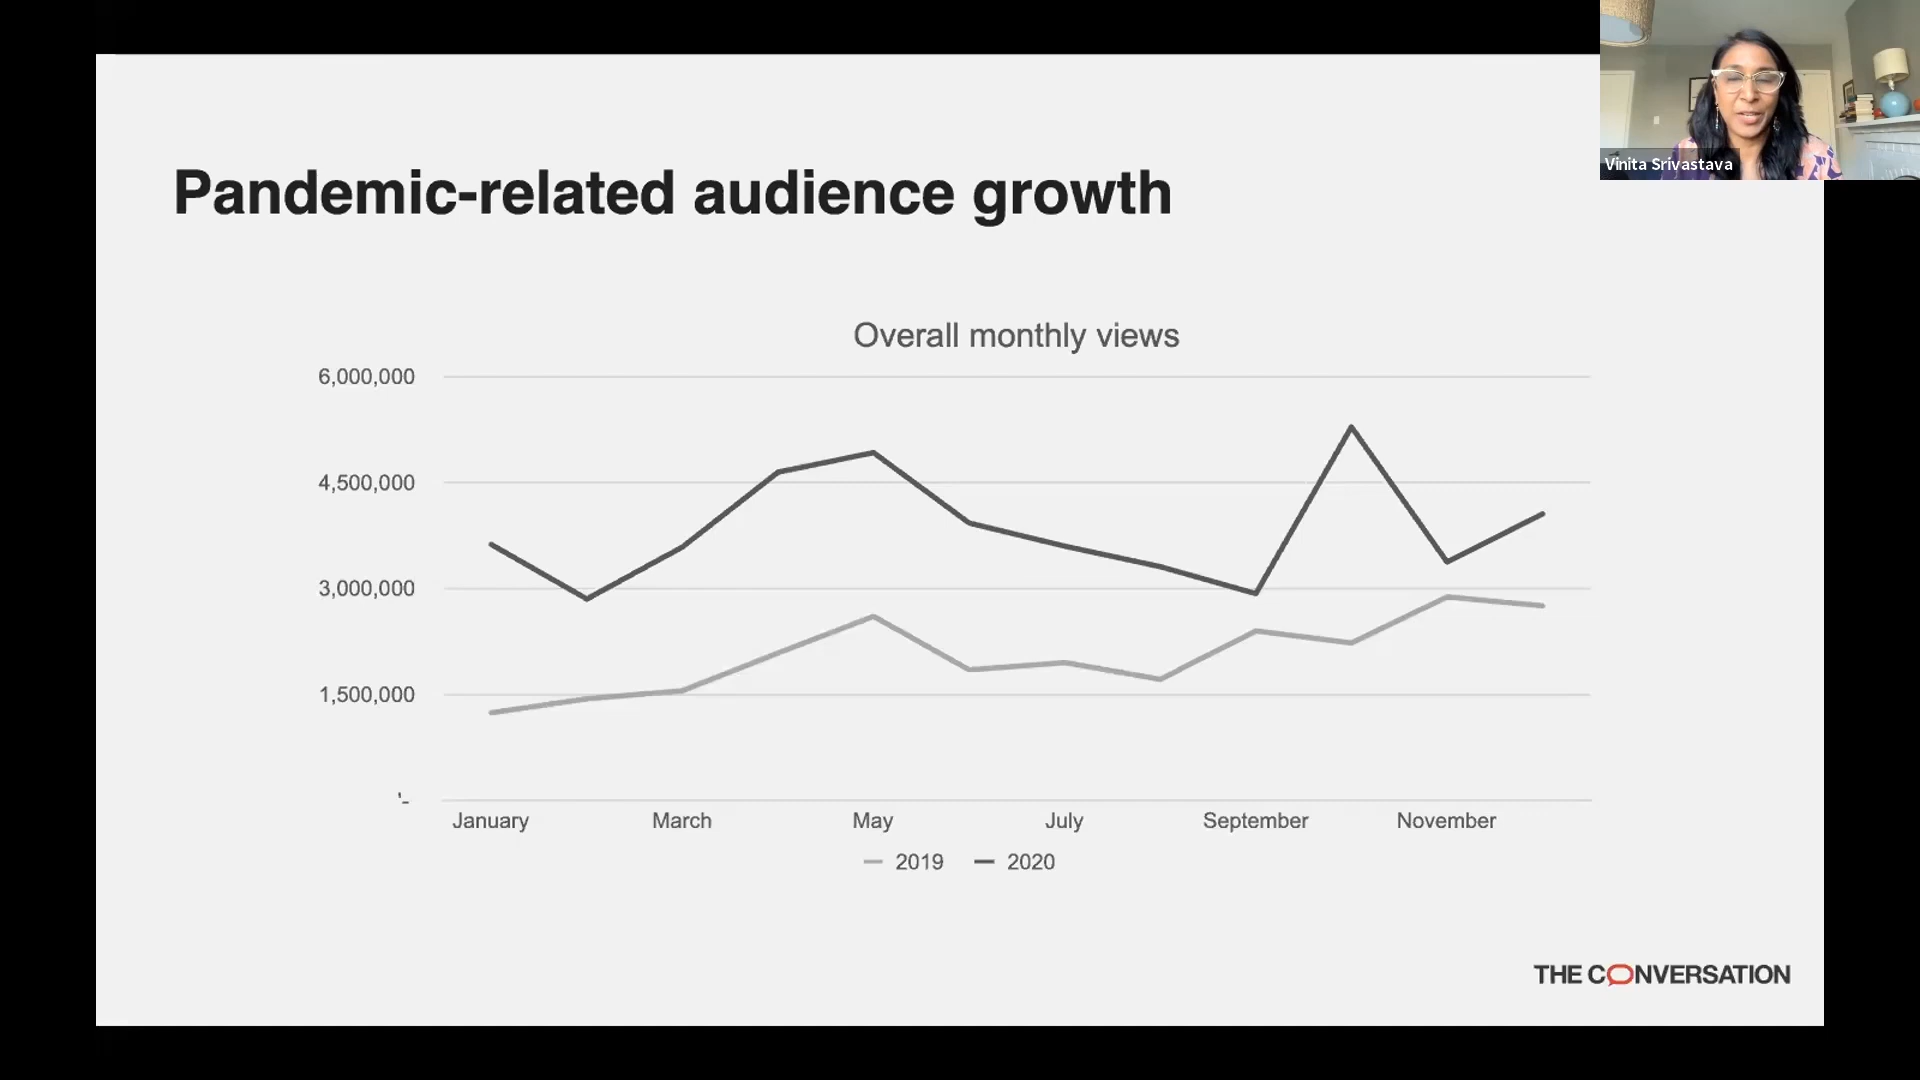 Vinita Srivastava
Pandemic-related audience growth
Overall monthly views
6,000,000
4,500,000
3,000,000
1,500,000
'-
January March May July September November
2019 2020
THE CONVERSATION